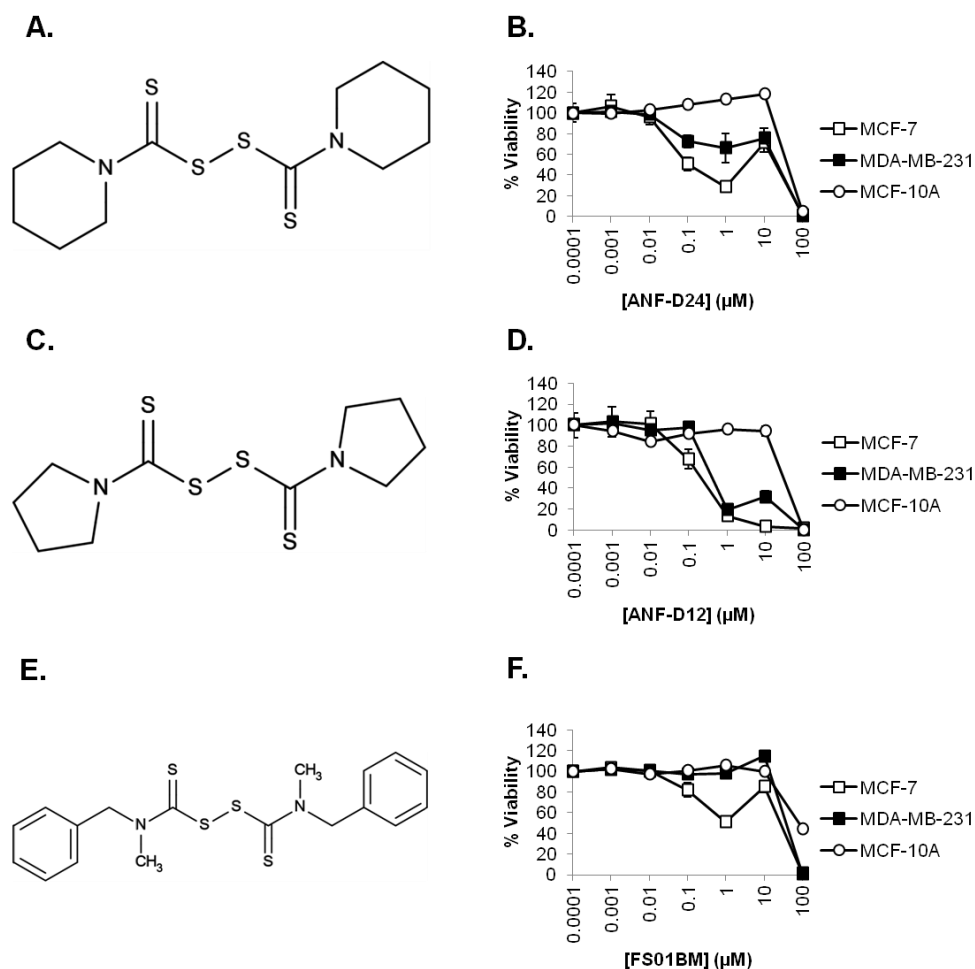 A.
S
N
S
S
N
S
B.
% Viability
140
120
100
80
60
40
20
0
0.0001
0.001
0.01
0.1
1
10
100
[ANF-D24] (µM)
MCF-7
MDA-MB-231
MCF-10A
C.
S
N
S
S
N
S
D.
% Viability
140
120
100
80
60
40
20
0
0.0001
0.001
0.01
0.1
1
10
100
[ANF-D12] (µM)
MCF-7
MDA-MB-231
MCF-10A
E.
S
CH3
N
S
S
N
CH3
S
F.
% Viability
140
120
100
80
60
40
20
0
0.0001
0.001
0.01
0.1
1
10
100
[FS01BM] (µM)
MCF-7
MDA-MB-231
MCF-10A